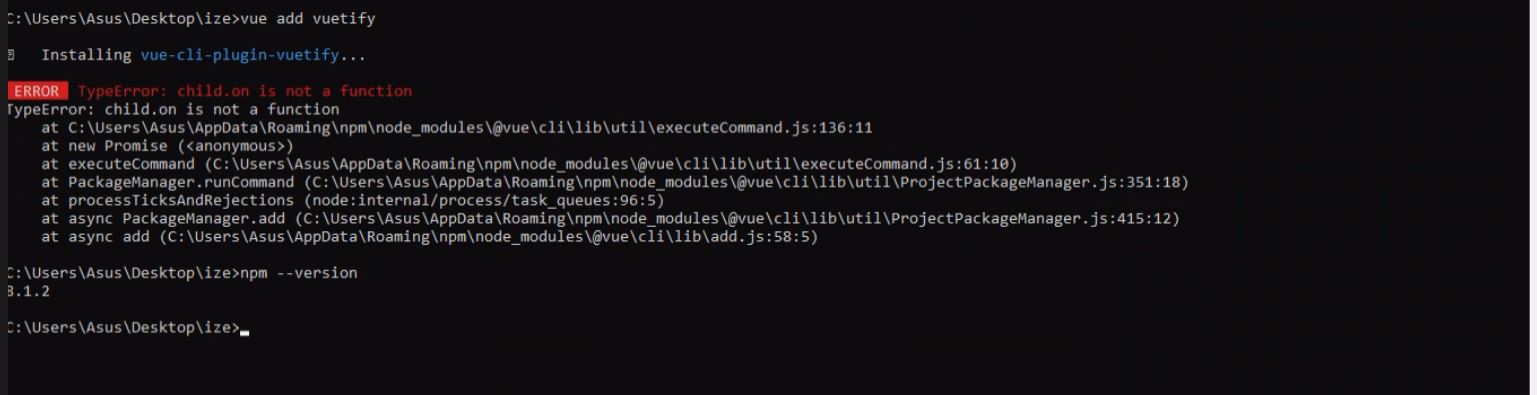 C:\Users\Asus\Desktop\ize>vue add vuetify
Installing vue-cli-plugin-vuetify...
ERROR TypeError: child.on is not a function
TypeError: child.on is not a function
at C:\Users\Asus\AppData\Roaming\npm\node_modules\@vue\cli\lib\util\executeCommand.js:136:11
at new Promise (<anonymous>)
at executeCommand (C:\Users\Asus\AppData\Roaming\npm\node_modules\@vue\cli\lib\util\executeCommand.js:61:10)
at PackageManager.runCommand (C:\Users\Asus\AppData\Roaming\npm\node_modules\@vue\cli\lib\util\ProjectPackageManager.js:351:18)
at processTicksAndRejections (node:internal/process/task_queues:96:5)
at async PackageManager.add (C:\Users\Asus\AppData\Roaming\npm\node_modules\@vue\cli\lib\util\ProjectPackageManager.js:415:12)
at async add (C:\Users\Asus\AppData\Roaming\npm\node_modules\@vue\cli\lib\add.js:58:5)
C:\Users\Asus\Desktop\ize>npm --version
8.1.2
C:\Users\Asus\Desktop\ize>